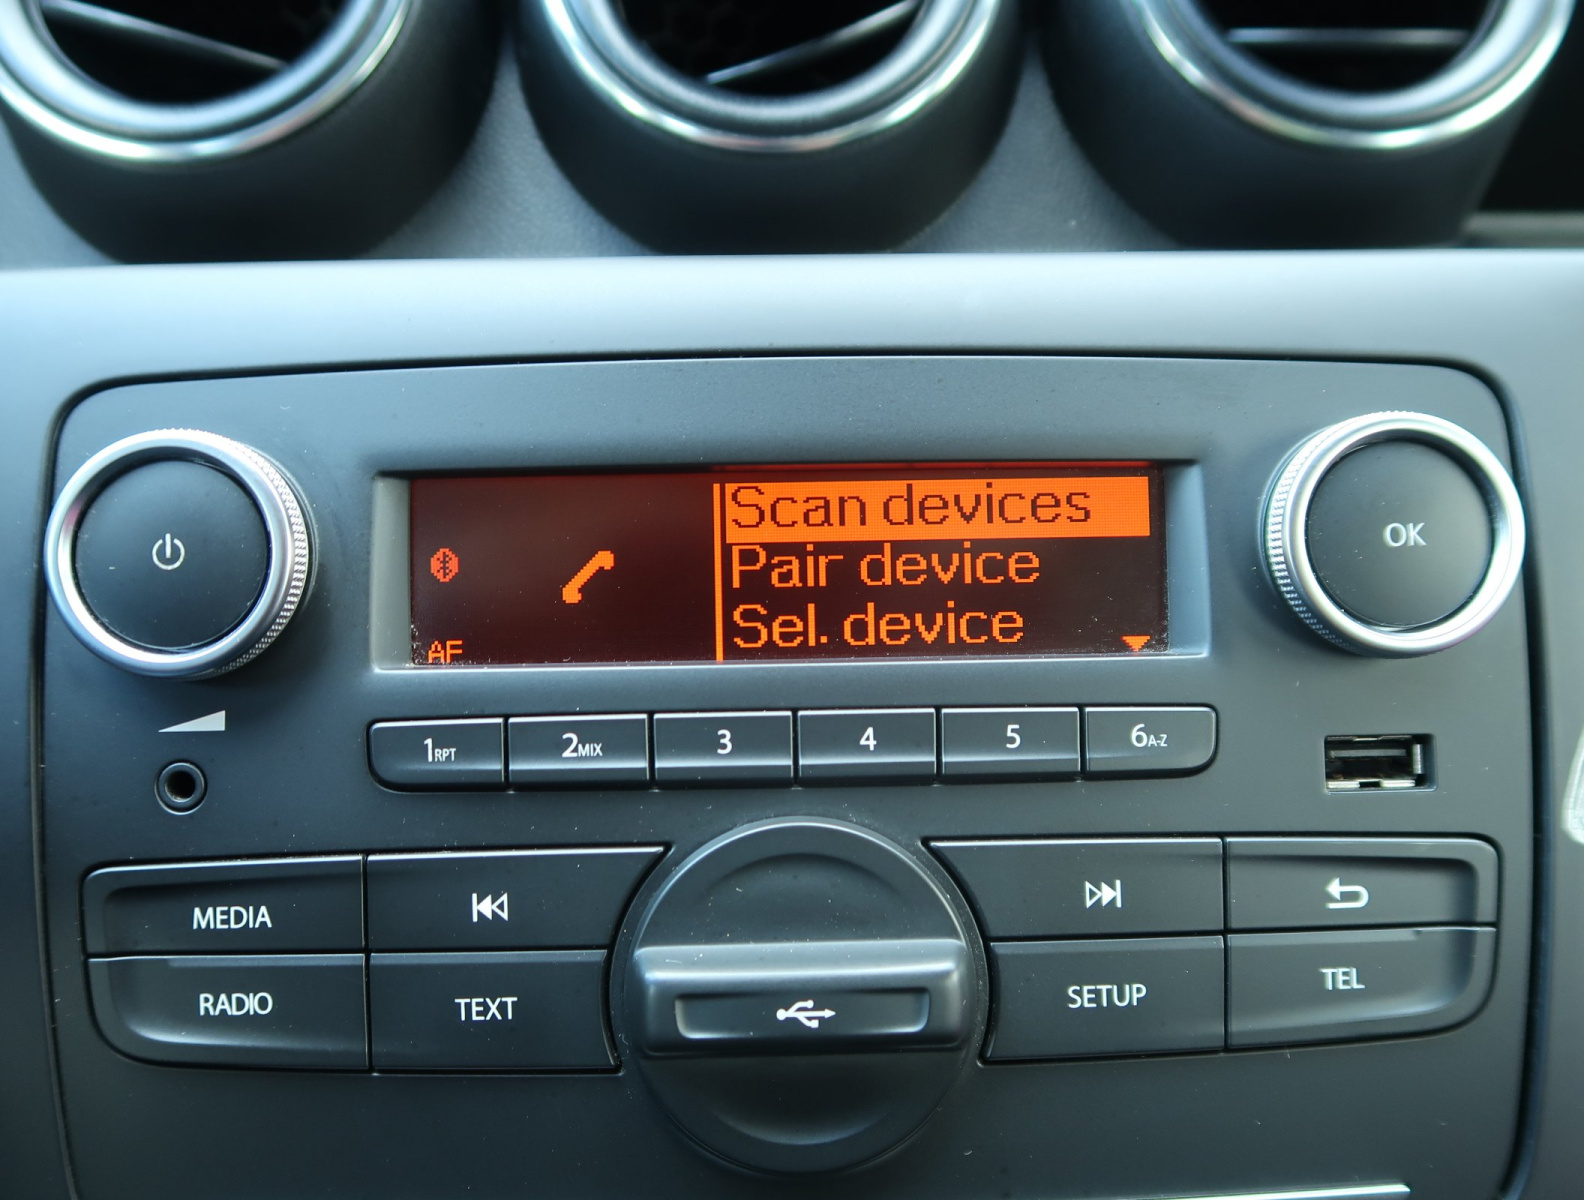 Scan devices
Pair device
Sel. device
AF
OK
1RPT
2MIX
3
4
5
6A-Z
MEDIA
RADIO
TEXT
SETUP
TEL